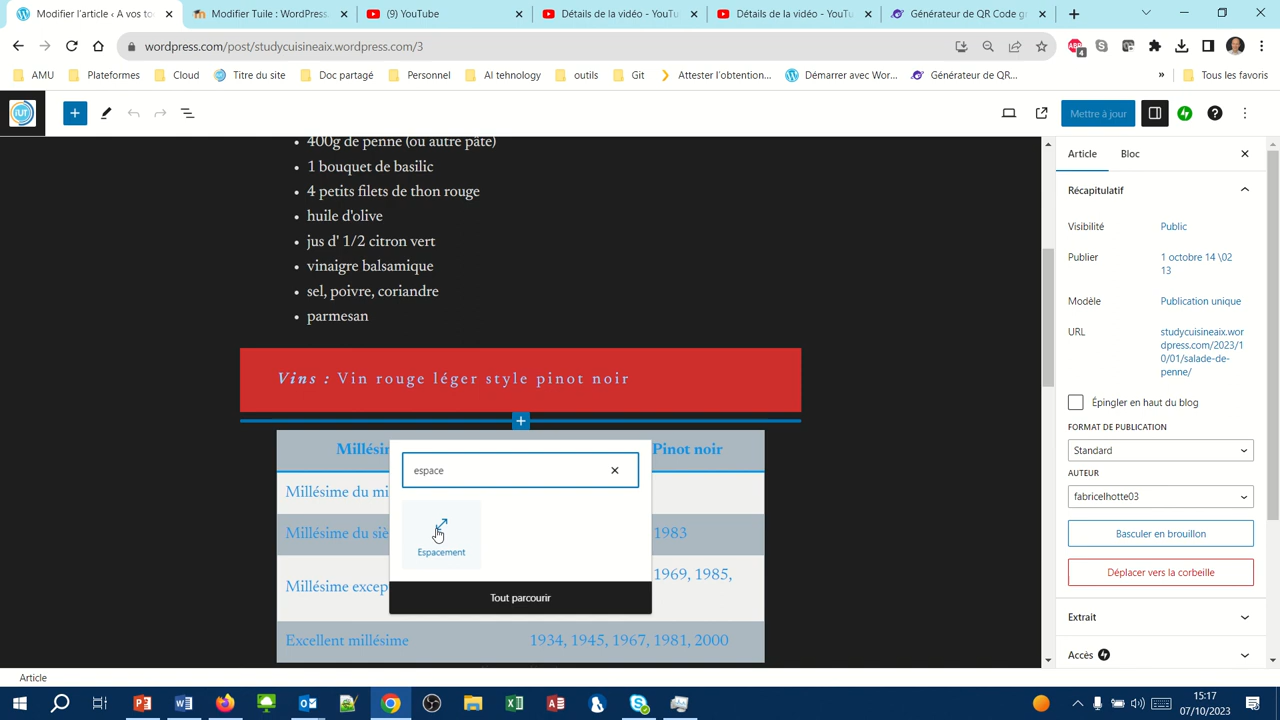 Modifier l'article « A vos to
Modifier Tuile : WordPress.
(9) YouTube
Détails de la vidéo - YouTu
Détails de la vidéo - YouTu
Générateur de QR Code gr
wordpress.com/post/studycuisineaix.wordpress.com/3
AMU
Plateformes
Cloud
Titre du site
Doc partagé
Personnel
AI tehnology
outils
Git
Attester l'obtention...
Démarrer avec Wor...
Générateur de QR...
»
Tous les favoris
Mettre à jour
400g de penne (ou autre pâte)
1 bouquet de basilic
4 petits filets de thon rouge
huile d'olive
jus d' 1/2 citron vert
vinaigre balsamique
sel, poivre, coriandre
parmesan
Vins : Vin rouge léger style pinot noir
Millésin
Pinot noir
espace
Millésime du mi
Millésime du siè
1983
Espacement
1969, 1985,
Millésime excep
Tout parcourir
Excellent millésime
1934, 1945, 1967, 1981, 2000
Article
Bloc
Récapitulatif
Visibilité
Public
Publier
1 octobre 14 \02
13
Modèle
Publication unique
URL
studycuisineaix.wor
dpress.com/2023/1
0/01/salade-de-
penne/
Épingler en haut du blog
FORMAT DE PUBLICATION
Standard
AUTEUR
fabricelhotte03
Basculer en brouillon
Déplacer vers la corbeille
Extrait
Accès
Article
15:17
07/10/2023